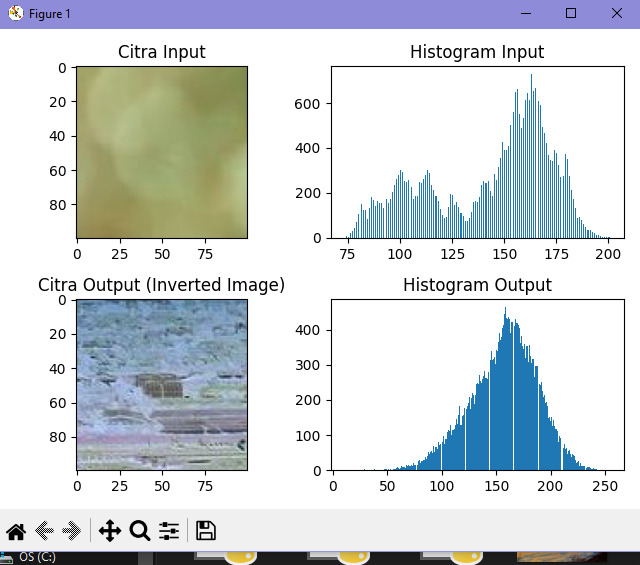 Figure 1
Citra Input
Histogram Input
0
20
40
60
80
0 25 50 75
600
400
200
0
75 100 125 150 175 200
Citra Output (Inverted Image)
Histogram Output
0
20
40
60
80
0 25 50 75
400
300
200
100
0
0 50 100 150 200 250
OS (C:)